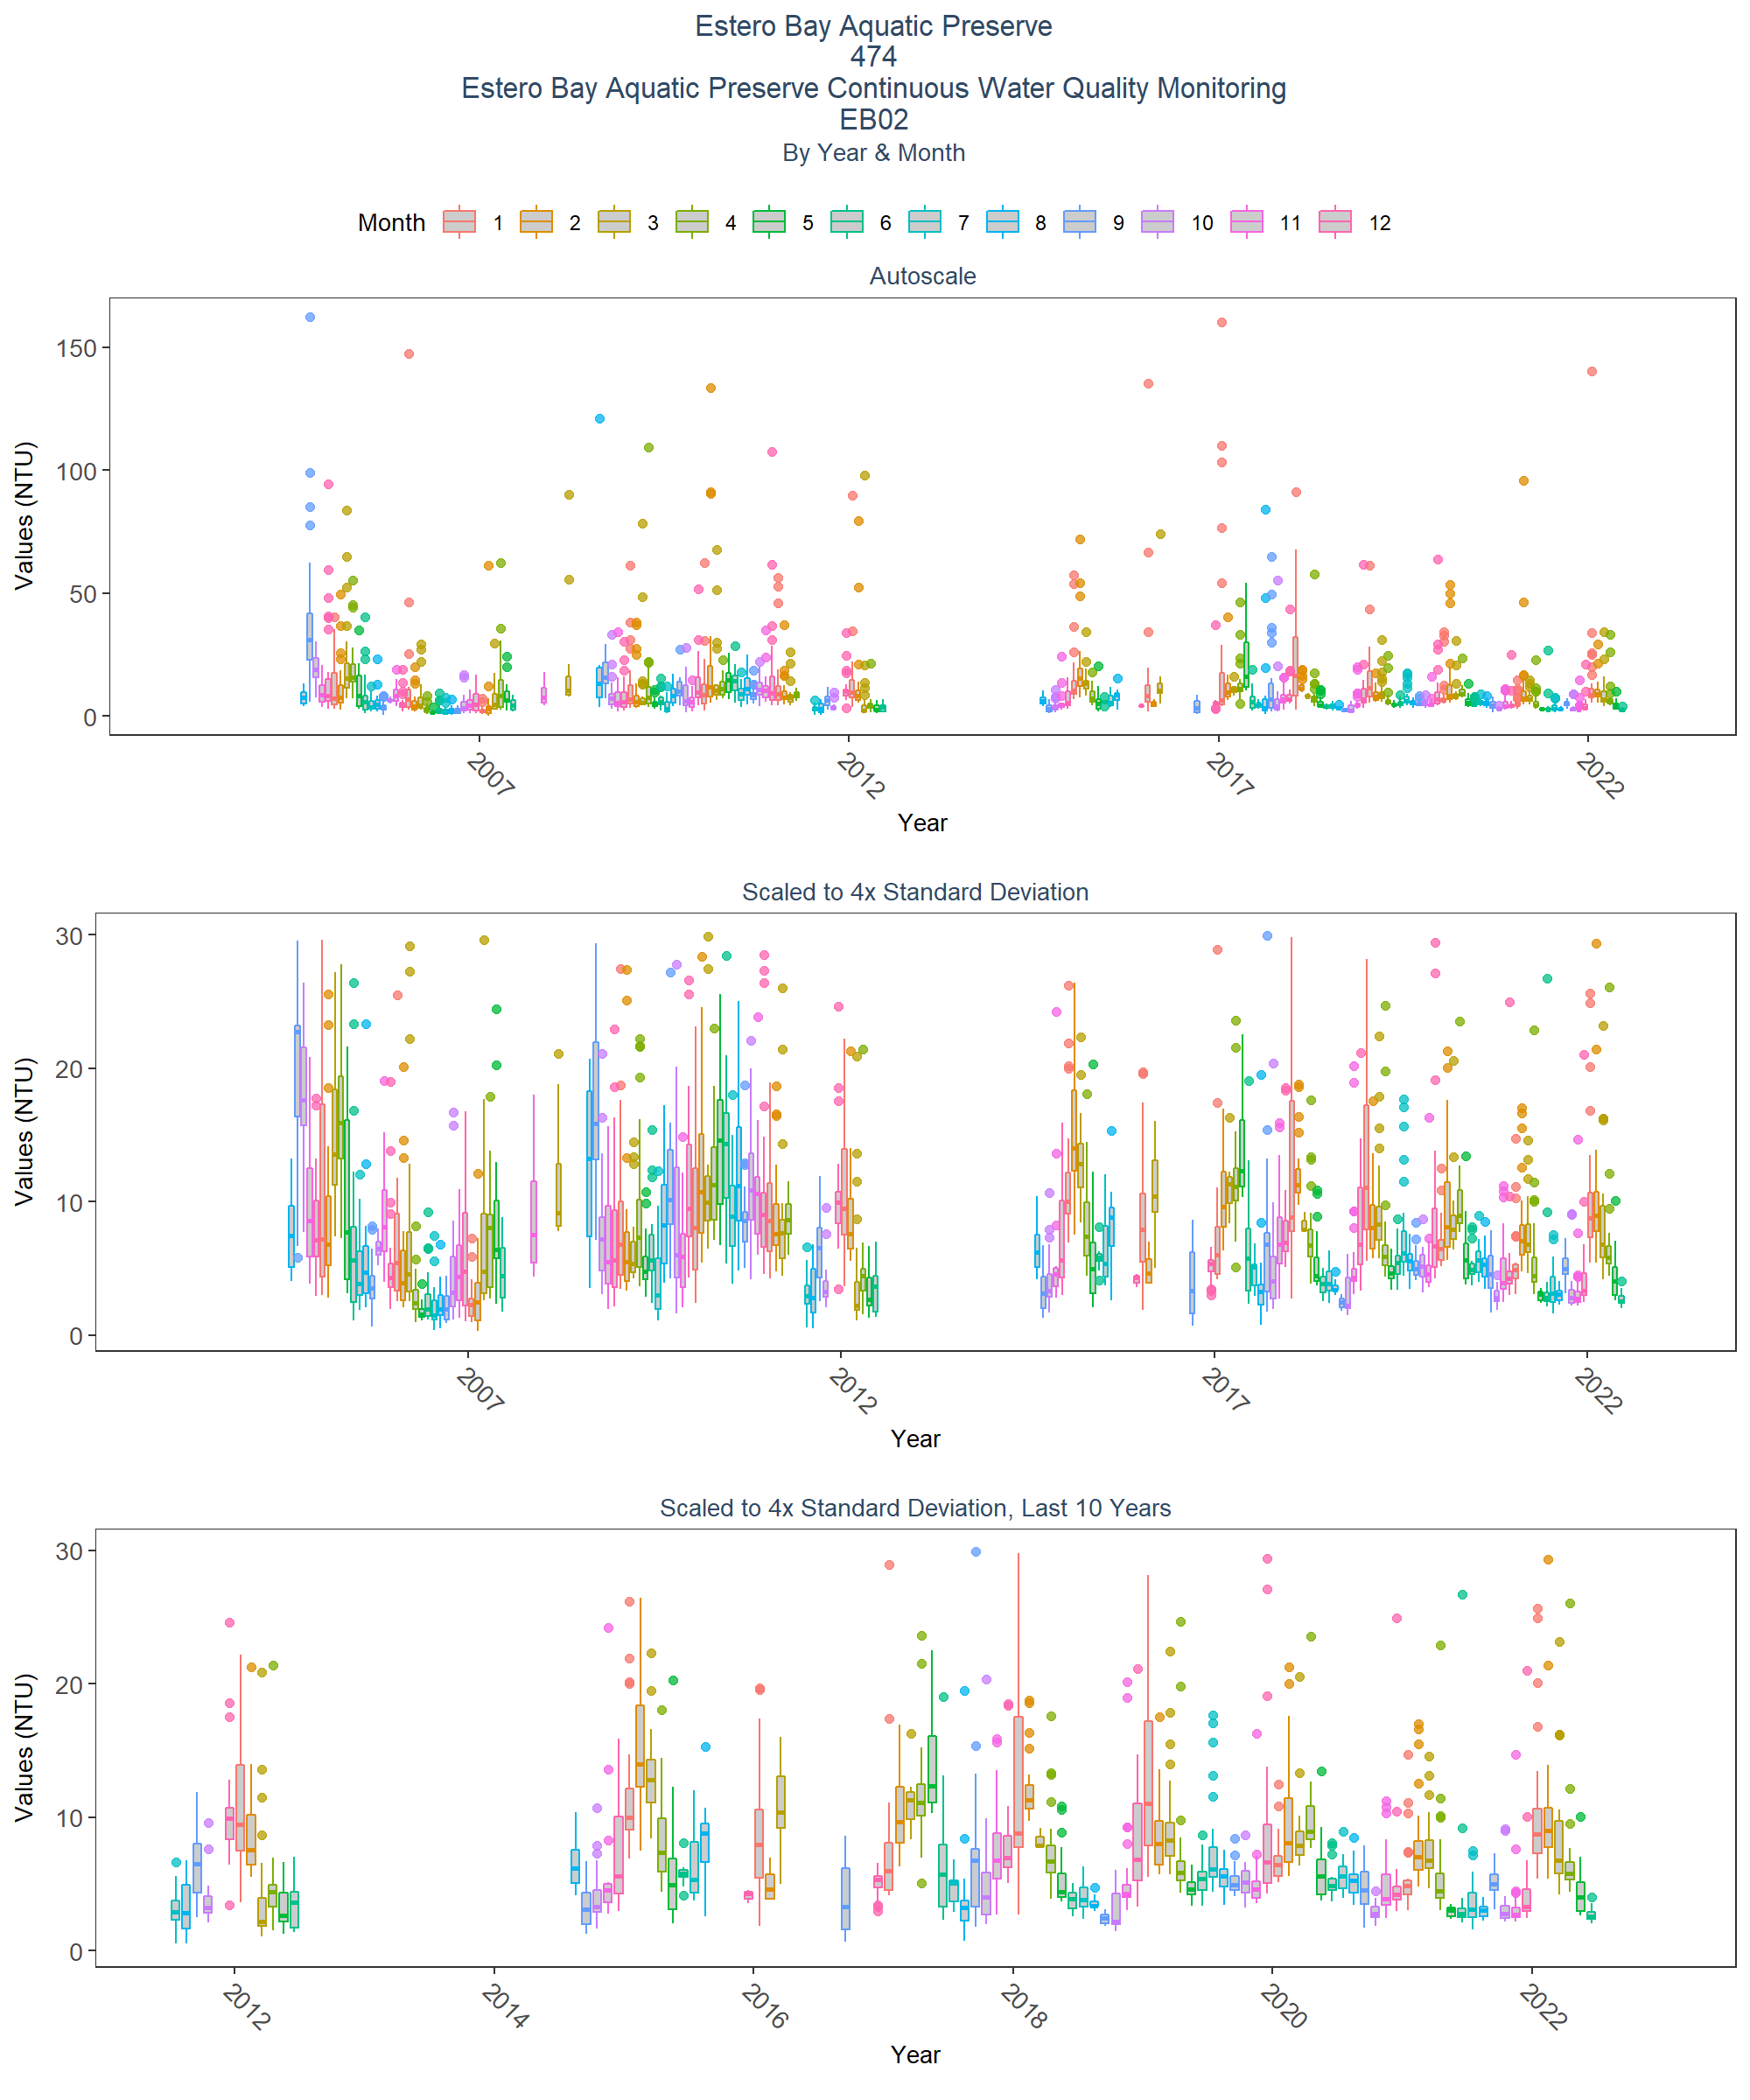 Estero Bay Aquatic Preserve
474
Estero Bay Aquatic Preserve Continuous Water Quality Monitoring
EB02
By Year & Month
Month 1 2 3 4 5 6 7 8 9 10 11 12
Autoscale
Values (NTU)
150
100
50
0
2007 2012 2017 2022
Year
Scaled to 4x Standard Deviation
Values (NTU)
30
20
10
0
2007 2012 2017 2022
Year
Scaled to 4x Standard Deviation, Last 10 Years
Values (NTU)
30
20
10
0
2012 2014 2016 2018 2020 2022
Year